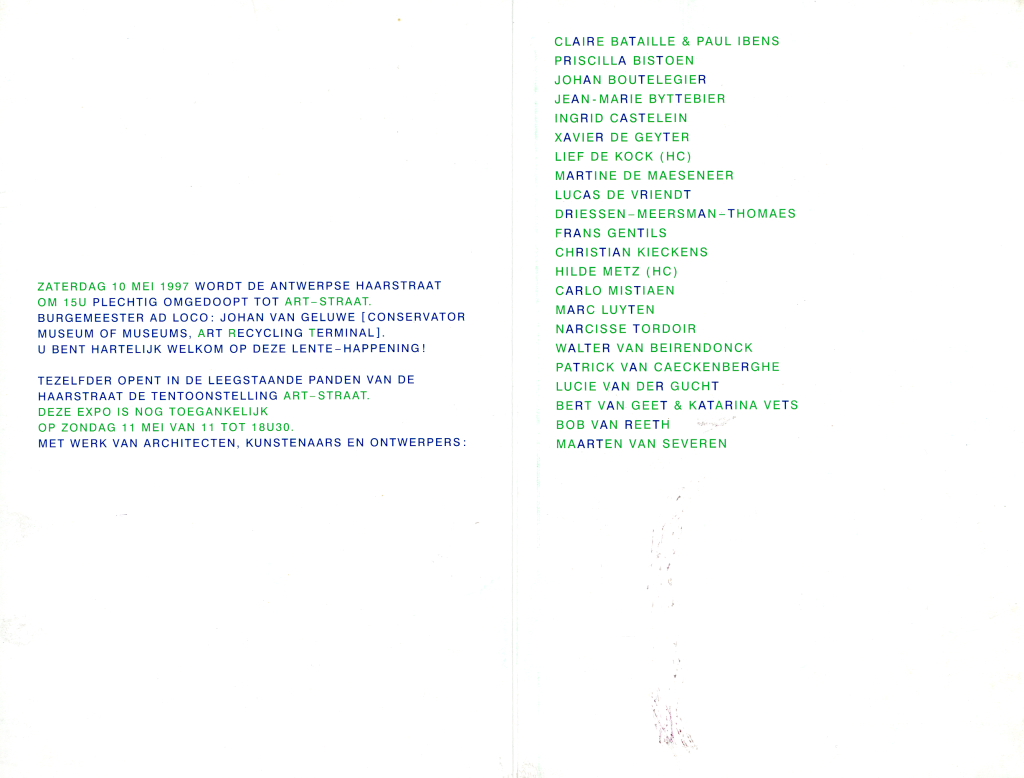 ZATERDAG 10 MEI 1997 WORDT DE ANTWERPSE HAARSTRAAT
OM 15U PLECHTIG OMGEDOOPT TOT ART–STRAAT.
BURGEMEESTER AD LOCO: JOHAN VAN GELUWE [CONSERVATOR
MUSEUM OF MUSEUMS, ART RECYCLING TERMINAL].
U BENT HARTELIJK WELKOM OP DEZE LENTE–HAPPENING!
TEZELFDER OPENT IN DE LEEGSTAANDE PANDEN VAN DE
HAARSTRAAT DE TENTOONSTELLING ART–STRAAT.
DEZE EXPO IS NOG TOEGANKELIJK
OP ZONDAG 11 MEI VAN 11 TOT 18U30.
MET WERK VAN ARCHITECTEN, KUNSTENAARS EN ONTWERPERS:
CLAIRE BATAILLE & PAUL IBENS
PRISCILLA BISTOEN
JOHAN BOUTELEGIER
JEAN-MARIE BYTTEBIER
INGRID CASTELEIN
XAVIER DE GEYTER
LIEF DE KOCK (HC)
MARTINE DE MAESENEER
LUCAS DE VRIENDT
DRIESSEN–MEERSMAN–THOMAES
FRANS GENTILS
CHRISTIAN KIECKENS
HILDE METZ (HC)
CARLO MISTIAEN
MARC LUYTEN
NARCISSE TORDOIR
WALTER VAN BEIRENDONCK
PATRICK VAN CAECKENBERGHE
LUCIE VAN DER GUCHT
BERT VAN GEET & KATARINA VETS
BOB VAN REETH
MAARTEN VAN SEVEREN